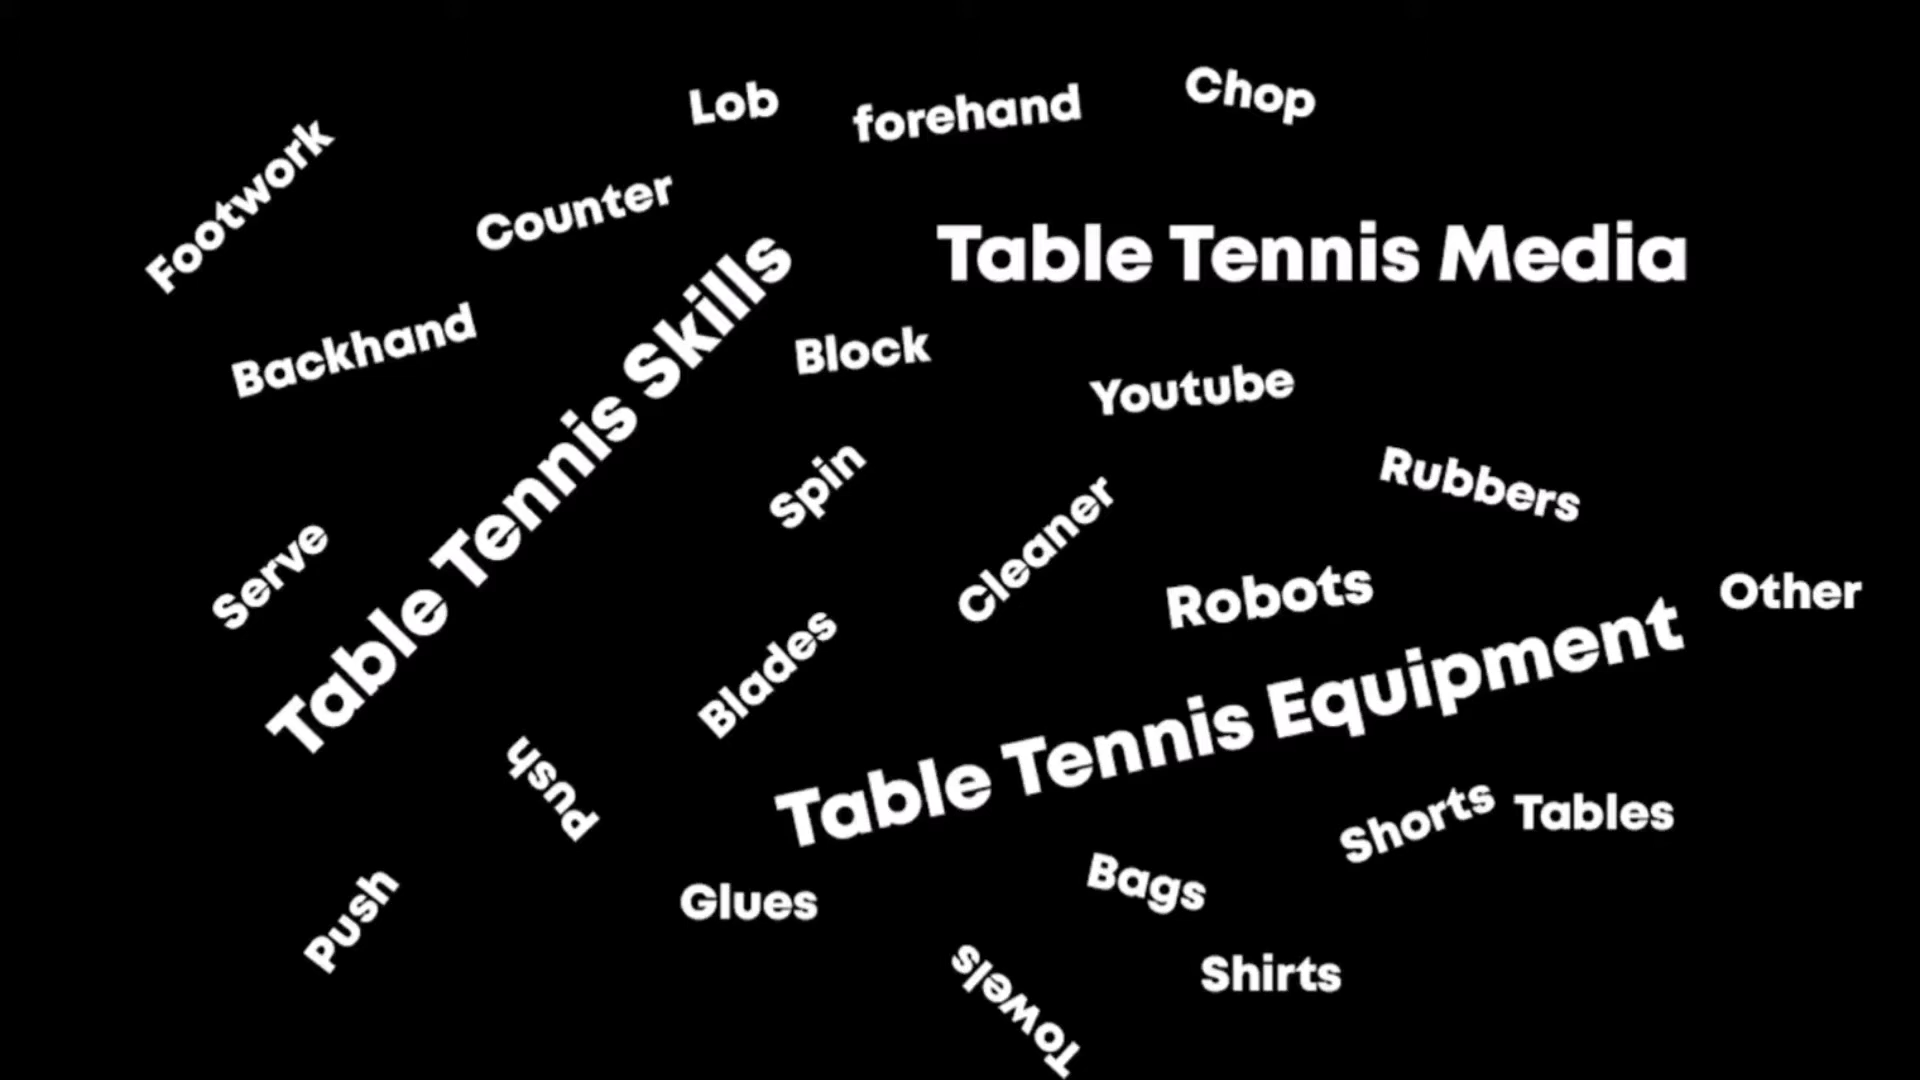 Lob
forehand
Chop
Footwork
Counter
Table Tennis Media
Table Tennis Skills
Backhand
Block
Youtube
Spin
Rubbers
Cleaner
Serve
Robots
Other
Blades
Table Tennis Equipment
Push
Shorts
Tables
Bags
Glues
Push
Shirts
Towels